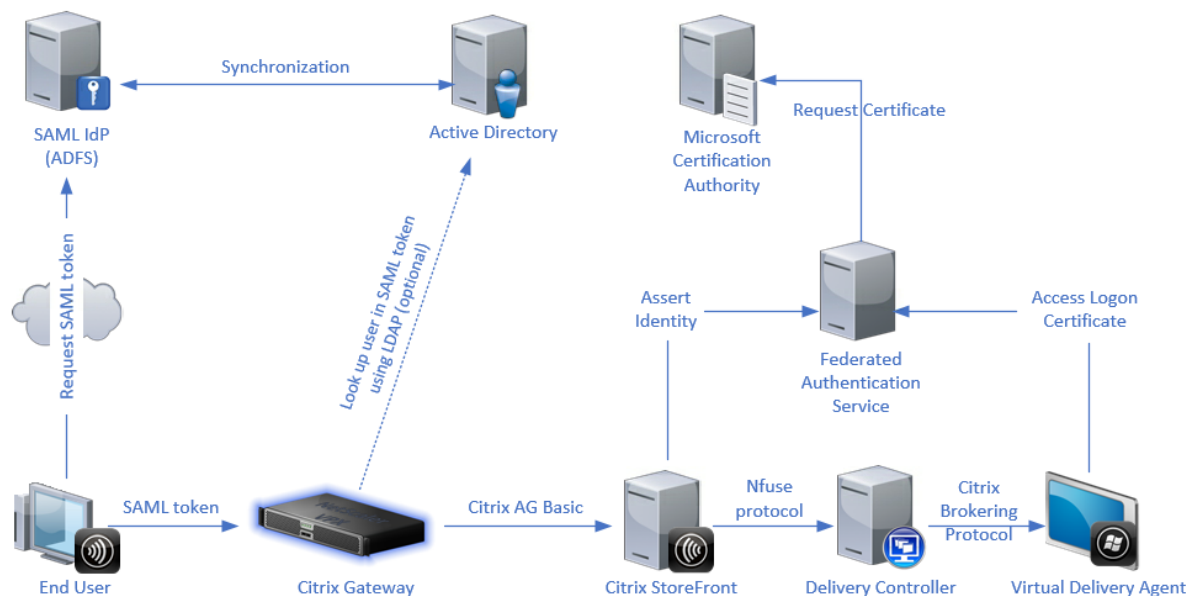 Synchronization
SAML IdP
(ADFS)
Active Directory
Request Certificate
Microsoft
Certification
Authority
Request SAML token
Look up user in SAML token
using LDAP (optional)
Assert
Identity
Access Logon
Certificate
Federated
Authentication
Service
SAML token
Citrix AG Basic
Nfuse
protocol
Citrix
Brokering
Protocol
End User
Citrix Gateway
Citrix StoreFront
Delivery Controller
Virtual Delivery Agent